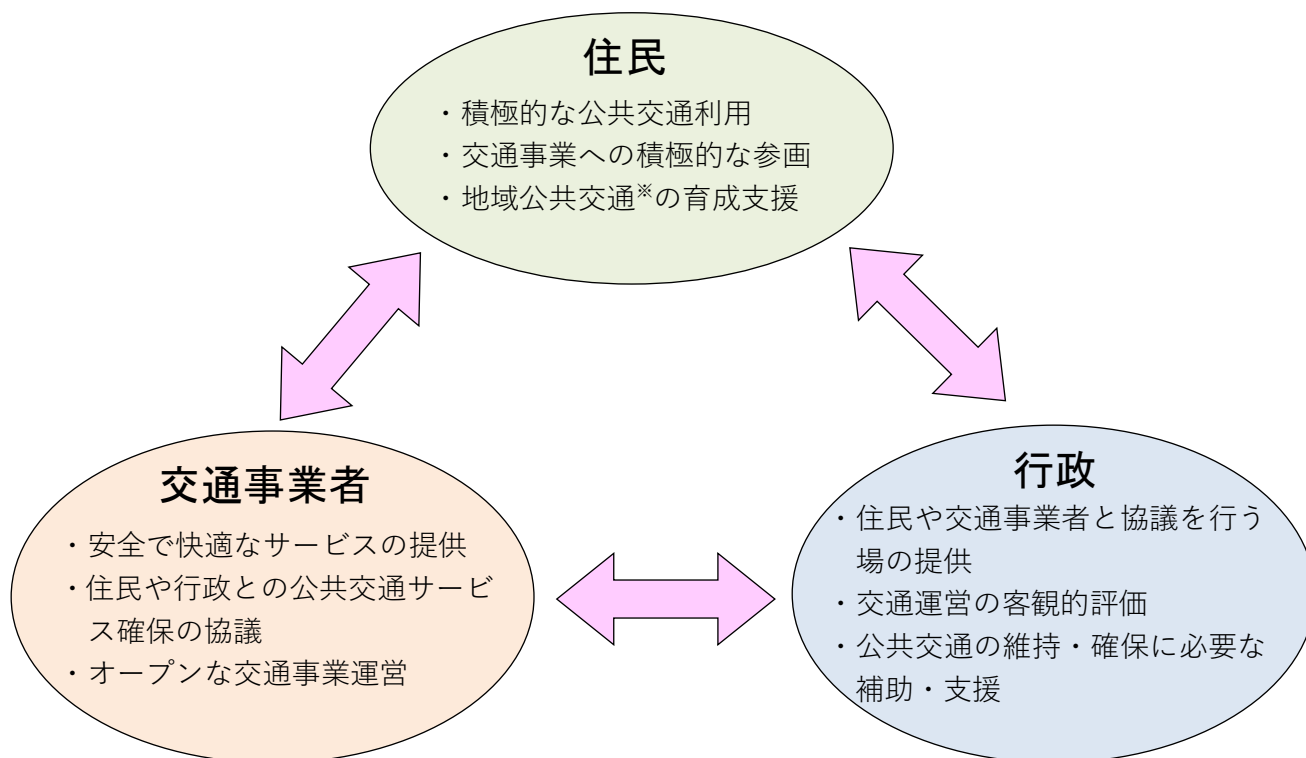 住民
・積極的な公共交通利用
・交通事業への積極的な参画
・地域公共交通※の育成支援
交通事業者
・安全で快適なサービスの提供
・住民や行政との公共交通サービ
ス確保の協議
・オープンな交通事業運営
行政
・住民や交通事業者と協議を行う
場の提供
・交通運営の客観的評価
・公共交通の維持・確保に必要な
補助・支援